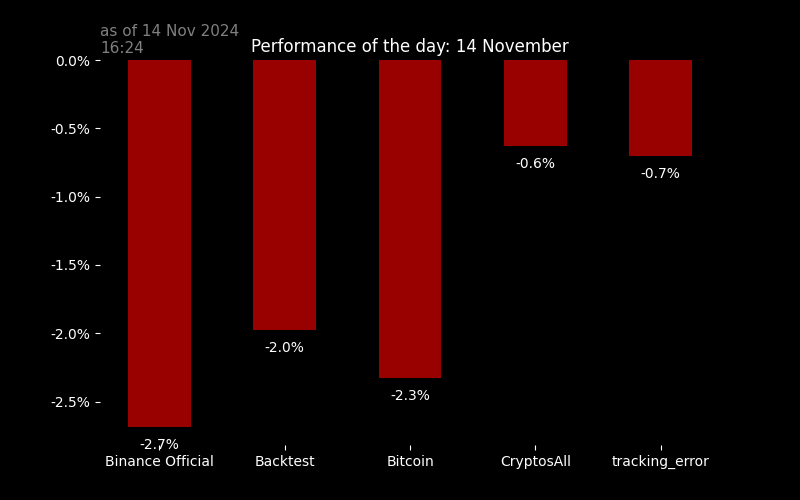 as of 14 Nov 2024
16:24
Performance of the day: 14 November
0.0%
-0.5%
-1.0%
-1.5%
-2.0%
-2.5%
-2.7%
-2.0%
-2.3%
-0.6%
-0.7%
Binance Official
Backtest
Bitcoin
CryptosAll
tracking_error